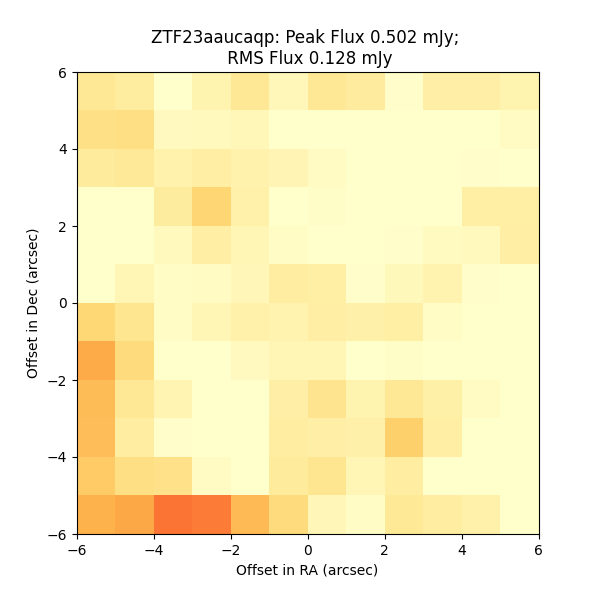 ZTF23aaucaqp: Peak Flux 0.502 mJy;
RMS Flux 0.128 mJy
6
4
2
0
−2
−4
−6
Offset in Dec (arcsec)
−6 −4 −2 0 2 4 6
Offset in RA (arcsec)